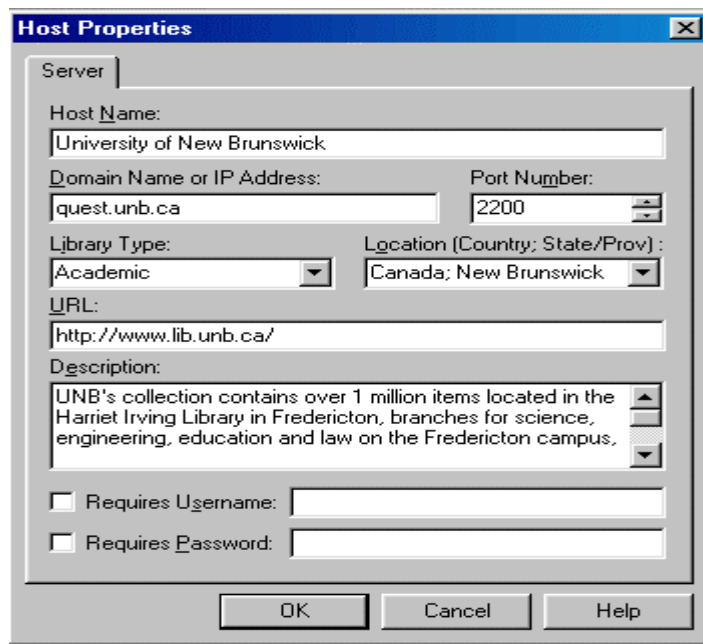 Host Properties
Server
Host Name:
University of New Brunswick
Domain Name or IP Address: Port Number:
quest.unb.ca 2200
Library Type: Location (Country; State/Prov) :
Academic Canada; New Brunswick
URL:
http://www.lib.unb.ca/
Description:
UNB's collection contains over 1 million items located in the
Harriet Irving Library in Fredericton, branches for science,
engineering, education and law on the Fredericton campus,
Requires Username:
Requires Password:
OK Cancel Help